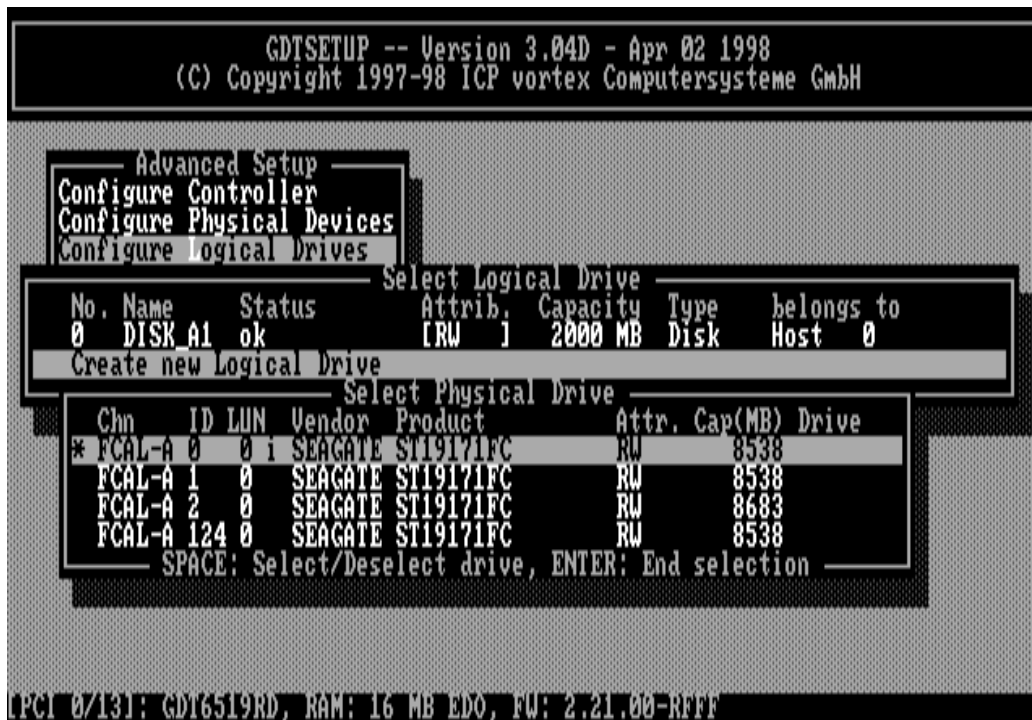 GDTSETUP -- Version 3.04D - Apr 02 1998
(C) Copyright 1997-98 ICP vortex Computersysteme GmbH
Advanced Setup
Configure Controller
Configure Physical Devices
Configure Logical Drives
Select Logical Drive
No. Name Status Attrib. Capacity Type belongs to
0 DISK_A1 ok [RW ] 2000 MB Disk Host 0
Create new Logical Drive
Select Physical Drive
Chn ID LUN Vendor Product Attr. Cap(MB) Drive
* FCAL-A 0 0 i SEAGATE ST19171FC RW 8538
FCAL-A 1 0 SEAGATE ST19171FC RW 8538
FCAL-A 2 0 SEAGATE ST19171FC RW 8683
FCAL-A 124 0 SEAGATE ST19171FC RW 8538
SPACE: Select/Deselect drive, ENTER: End selection
[PCI 0/13]: GDT6519RD, RAM: 16 MB EDO, FW: 2.21.00-RFFF